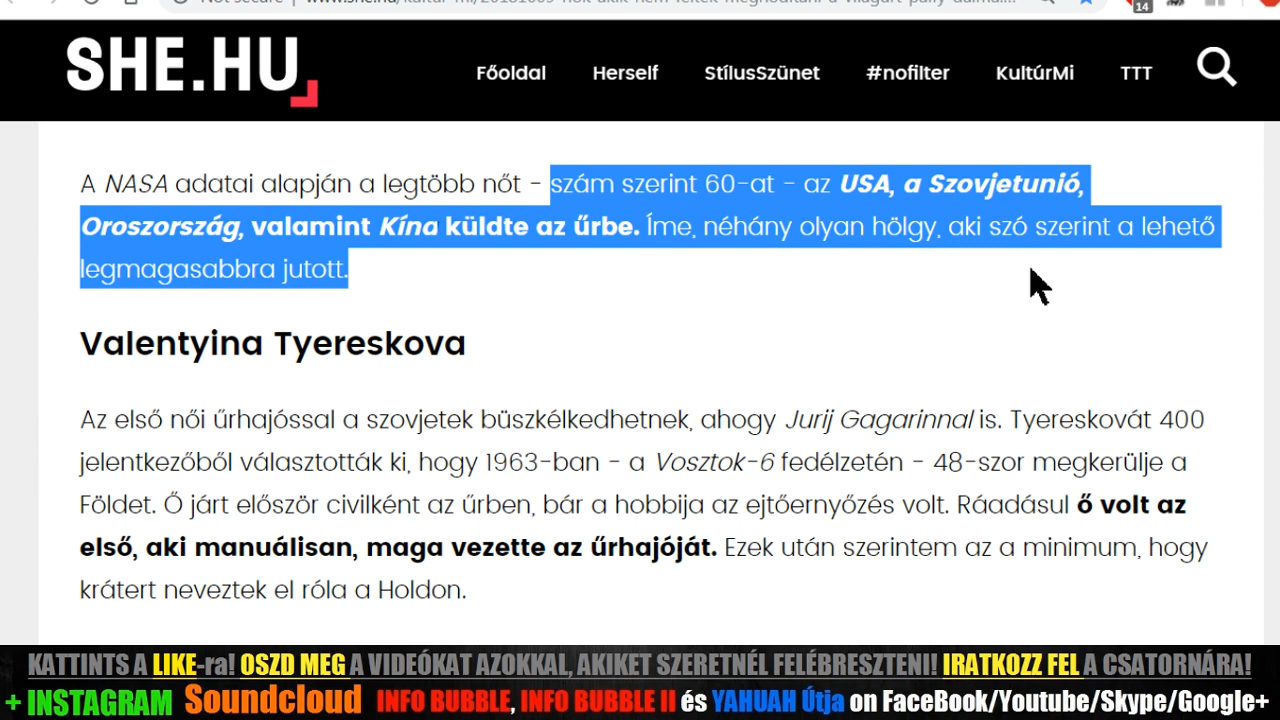 SHE.HU
Főoldal Herself StílusSzünet #nofilter KultúrMi TTT
14
A NASA adatai alapján a legtöbb nőt - szám szerint 60-at - az USA, a Szovjetunió,
Oroszország, valamint Kína küldte az űrbe. Íme, néhány olyan hölgy, aki szó szerint a lehető
legmagasabbra jutott.
Valentyina Tyereskova
Az első női űrhajóssal a szovjetek büszkélkedhetnek, ahogy Jurij Gagarinnal is. Tyereskovát 400
jelentkezőből választották ki, hogy 1963-ban - a Vosztok-6 fedélzetén - 48-szor megkerülje a
Földet. Ő járt először civilként az űrben, bár a hobbija az ejtőernyőzés volt. Ráadásul ő volt az
első, aki manuálisan, maga vezette az űrhajóját. Ezek után szerintem az a minimum, hogy
krátert neveztek el róla a Holdon.
KATTINTS A LIKE-ra! OSZD MEG A VIDEÓKAT AZOKKAL, AKIKET SZERETNÉL FELÉBRESZTENI! IRATKOZZ FEL A CSATORNÁRA!
+ INSTAGRAM Soundcloud INFO BUBBLE, INFO BUBBLE II és YAHUAH Útja on FaceBook/Youtube/Skype/Google+